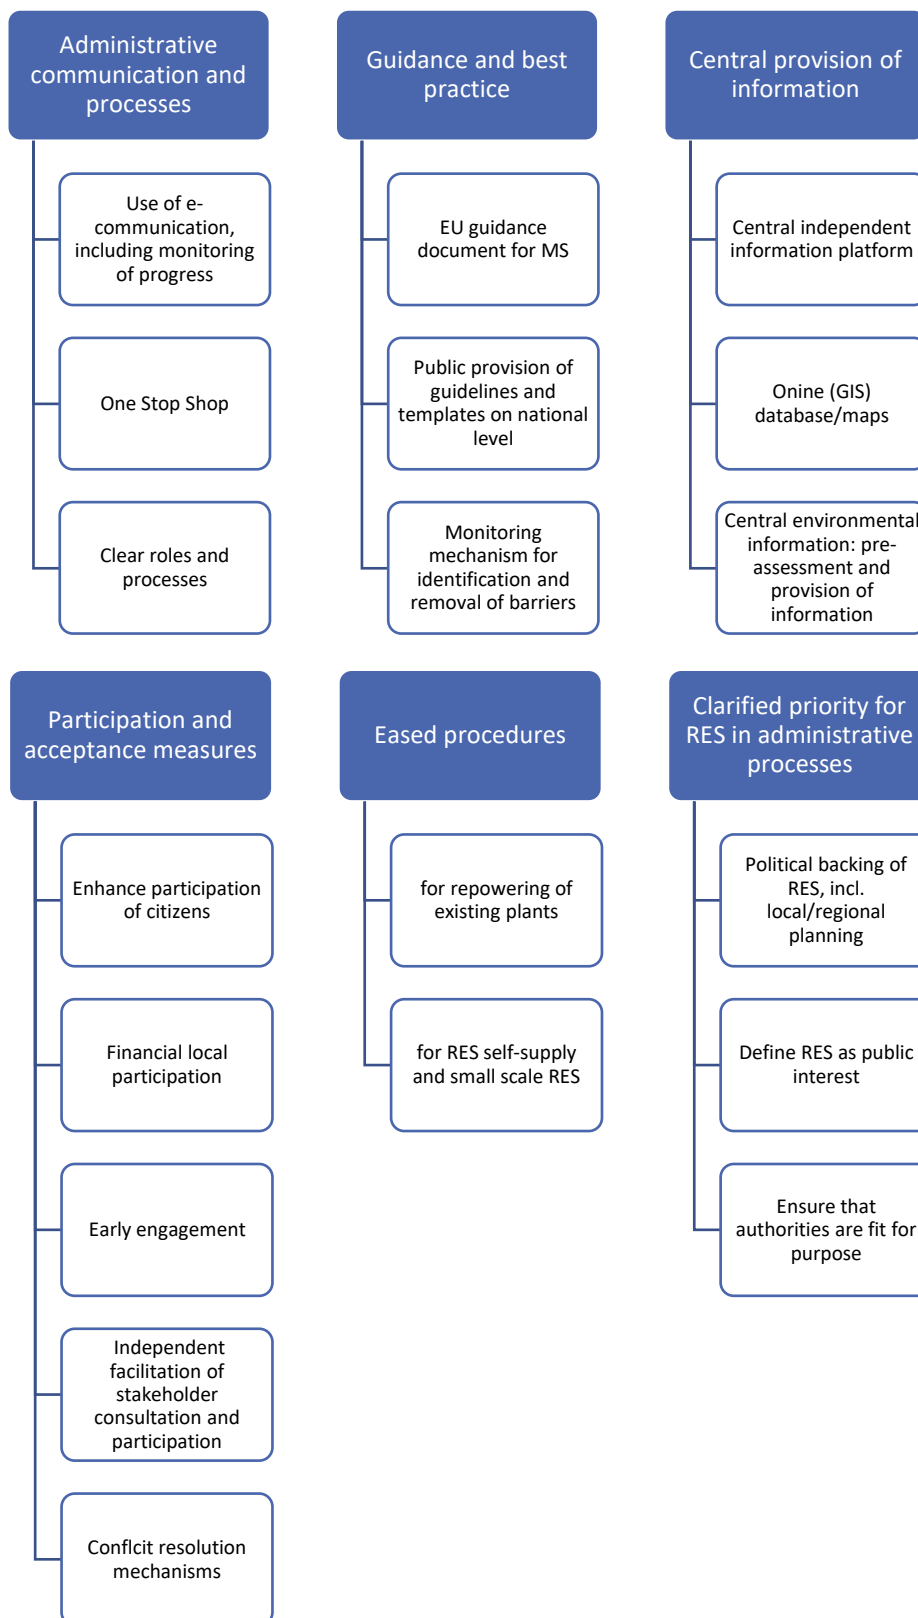 Administrative
communication and
processes
Use of e-
communication,
including monitoring
of progress
One Stop Shop
Clear roles and
processes
Guidance and best
practice
EU guidance
document for MS
Public provision of
guidelines and
templates on national
level
Monitoring
mechanism for
identification and
removal of barriers
Central provision of
information
Central independent
information platform
Onine (GIS)
database/maps
Central environmental
information: pre-
assessment and
provision of
information
Participation and
acceptance measures
Enhance participation
of citizens
Financial local
participation
Early engagement
Independent
facilitation of
stakeholder
consultation and
participation
Conflcit resolution
mechanisms
Eased procedures
for repowering of
existing plants
for RES self-supply
and small scale RES
Clarified priority for
RES in administrative
processes
Political backing of
RES, incl.
local/regional
planning
Define RES as public
interest
Ensure that
authorities are fit for
purpose